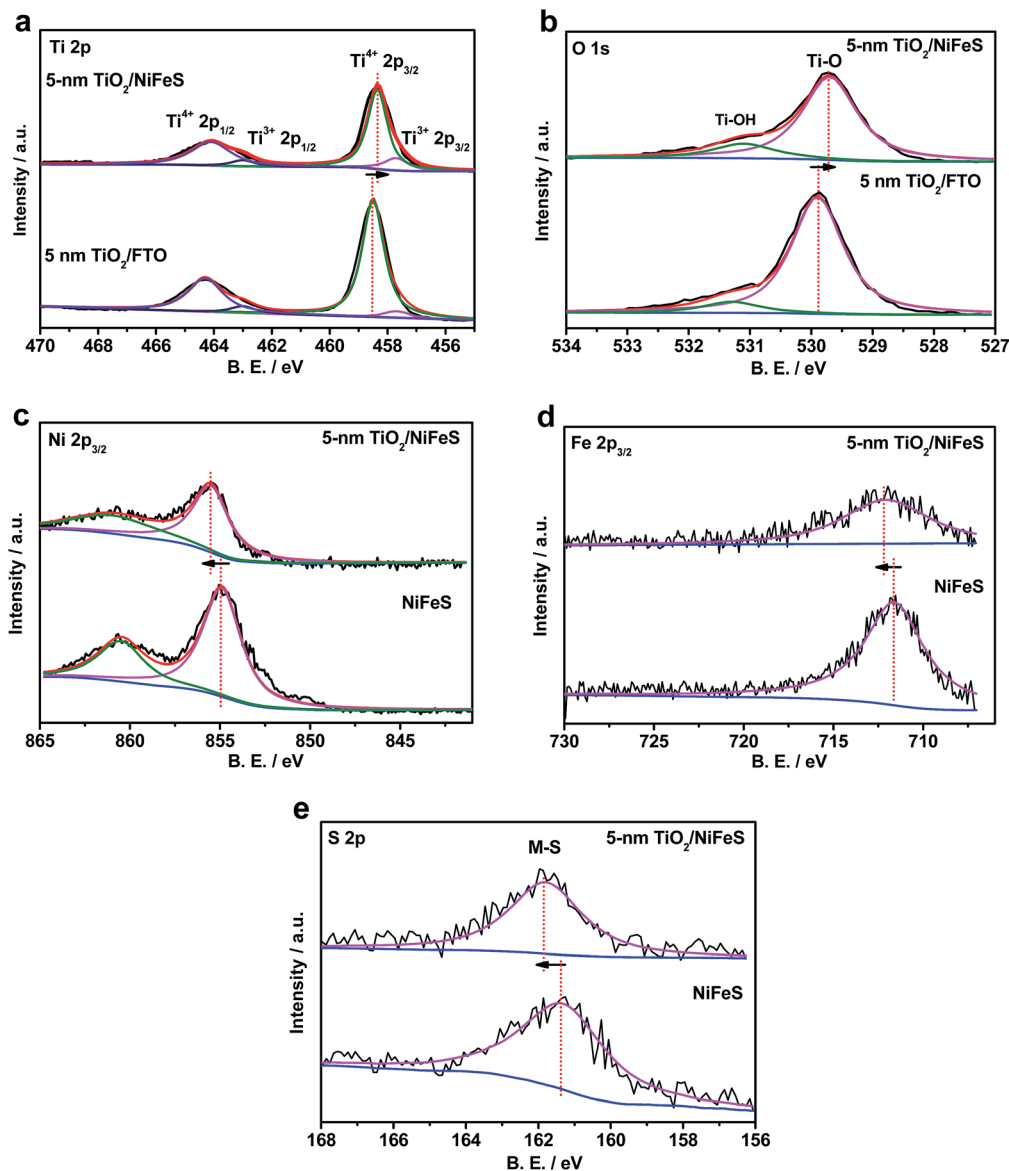 a
Ti 2p
5-nm TiO₂/NiFeS
Ti⁴⁺ 2p₃/₂
Ti⁴⁺ 2p₁/₂
Ti³⁺ 2p₁/₂
Ti³⁺ 2p₃/₂
5 nm TiO₂/FTO
Intensity / a.u.
470 468 466 464 462 460 458 456
B. E. / eV
b
O 1s
5-nm TiO₂/NiFeS
Ti-O
Ti-OH
5 nm TiO₂/FTO
Intensity / a.u.
534 533 532 531 530 529 528 527
B. E. / eV
c
Ni 2p₃/₂
5-nm TiO₂/NiFeS
NiFeS
Intensity / a.u.
865 860 855 850 845
B. E. / eV
d
Fe 2p₃/₂
5-nm TiO₂/NiFeS
NiFeS
Intensity / a.u.
730 725 720 715 710
B. E. / eV
e
S 2p
5-nm TiO₂/NiFeS
M-S
NiFeS
Intensity / a.u.
168 166 164 162 160 158 156
B. E. / eV